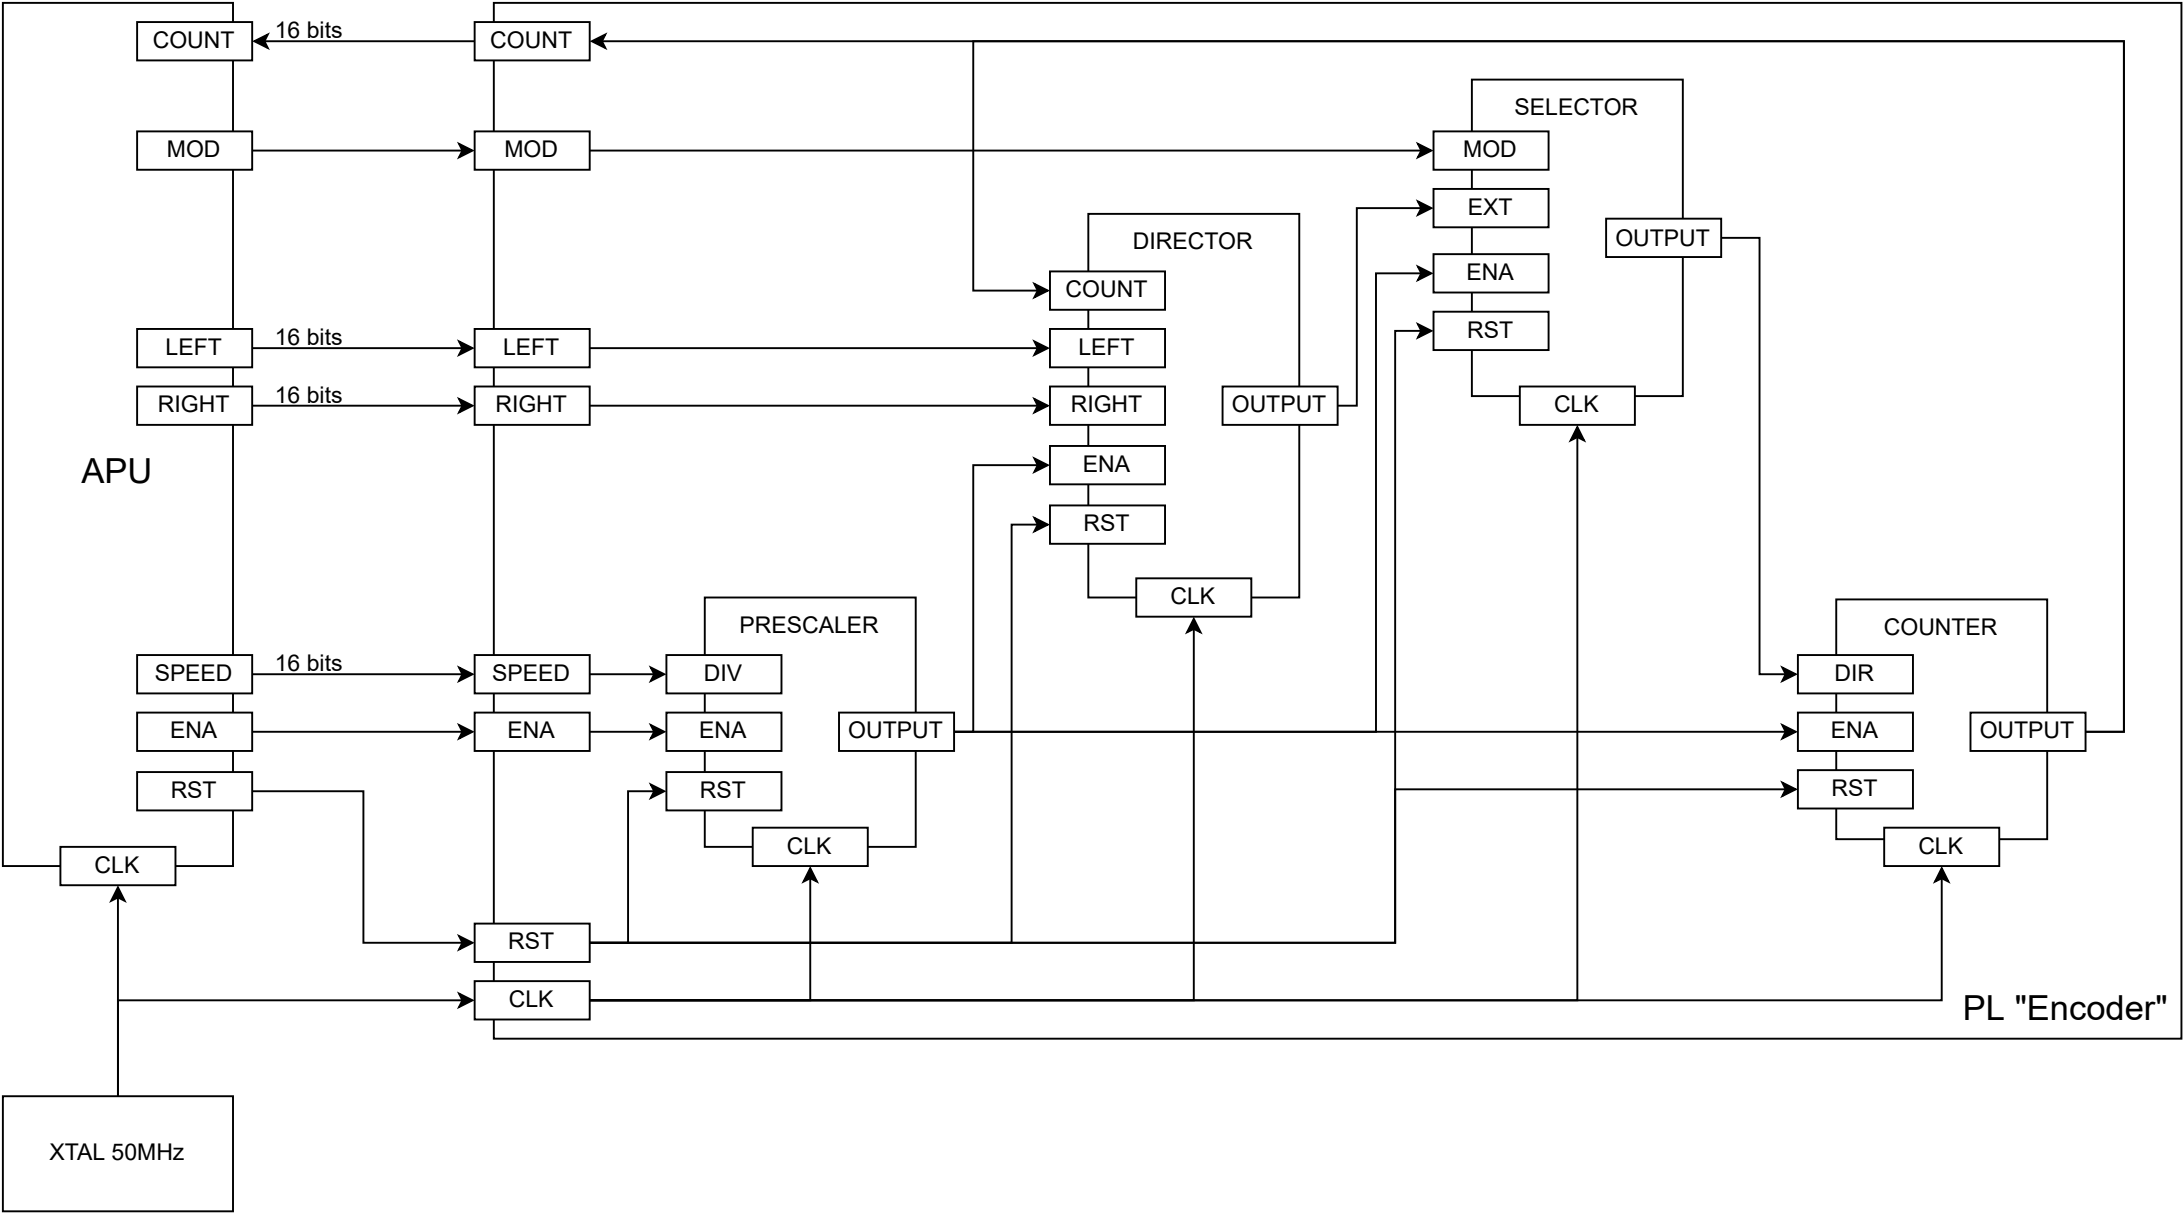 COUNT
16 bits
COUNT
MOD
MOD
SELECTOR
MOD
EXT
OUTPUT
ENA
RST
CLK
DIRECTOR
COUNT
LEFT
16 bits
LEFT
LEFT
RIGHT
16 bits
RIGHT
RIGHT
OUTPUT
ENA
RST
CLK
APU
PRESCALER
SPEED
16 bits
SPEED
DIV
ENA
ENA
ENA
OUTPUT
RST
RST
CLK
COUNTER
DIR
ENA
OUTPUT
RST
CLK
CLK
RST
CLK
PL "Encoder"
XTAL 50MHz